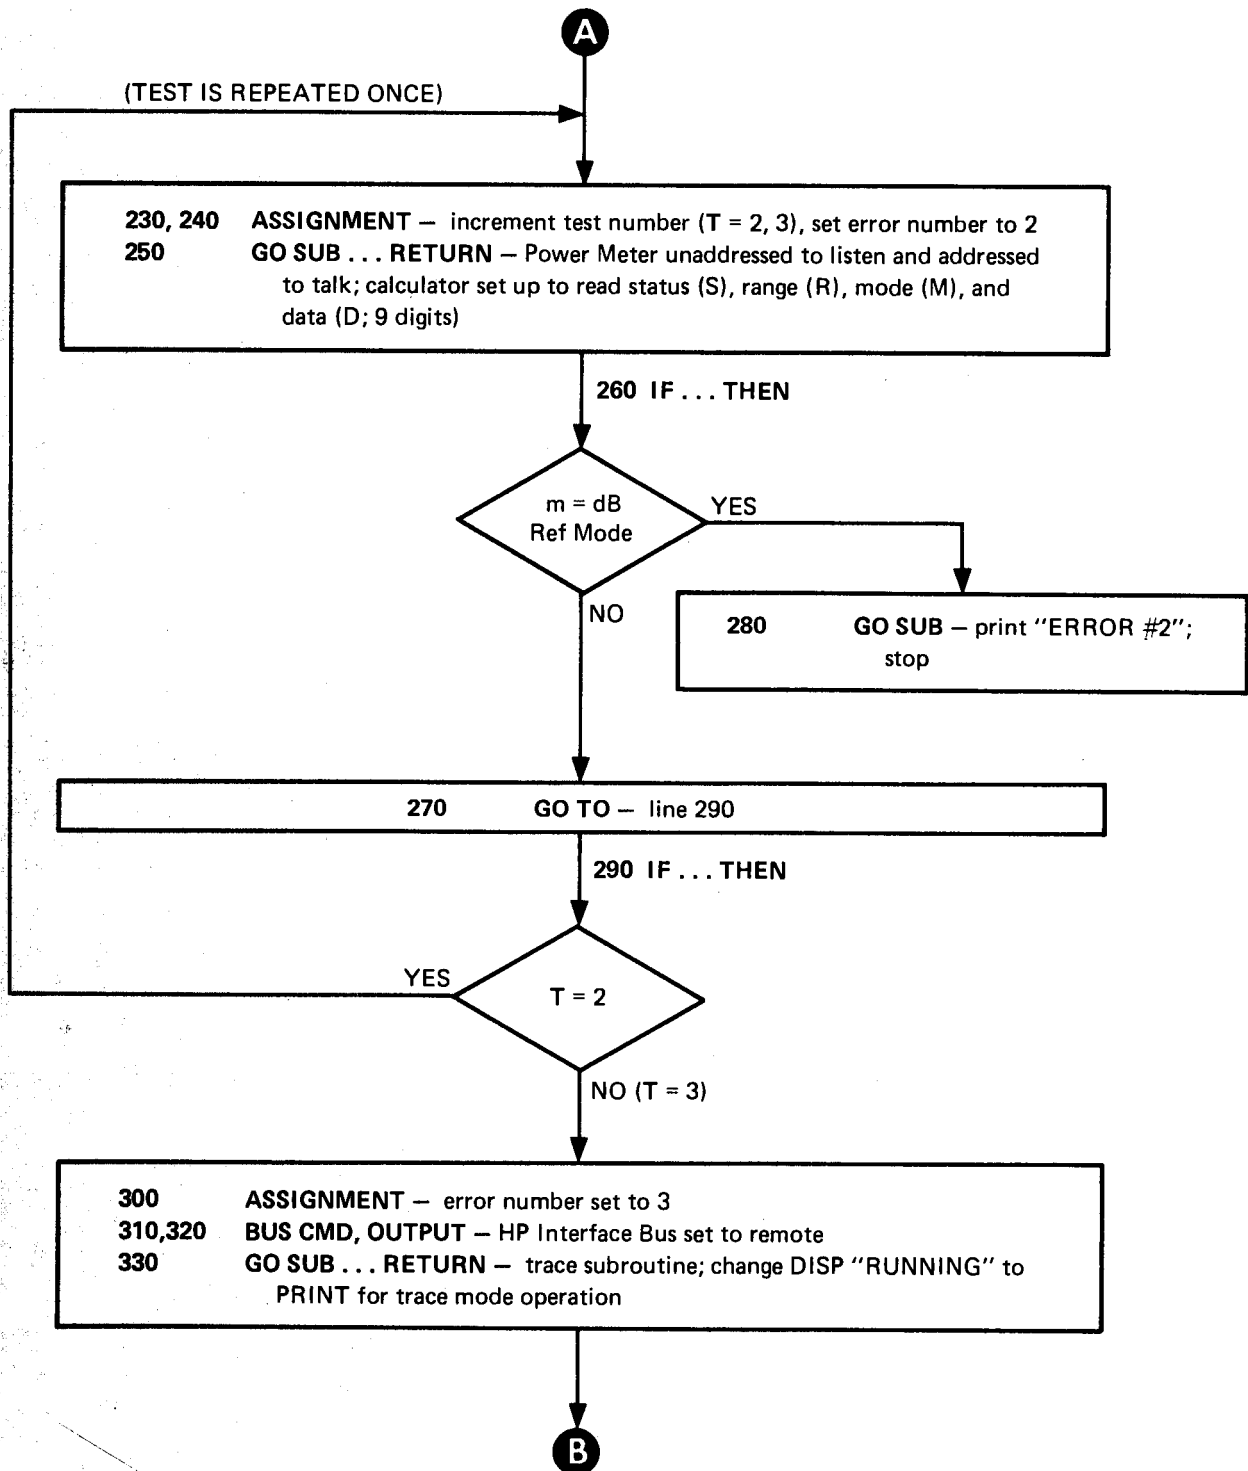 A
(TEST IS REPEATED ONCE)
230, 240 ASSIGNMENT — increment test number (T = 2, 3), set error number to 2
250 GO SUB . . . RETURN — Power Meter unaddressed to listen and addressed
to talk; calculator set up to read status (S), range (R), mode (M), and
data (D; 9 digits)
260 IF . . . THEN
m = dB
Ref Mode
YES
NO
280 GO SUB — print "ERROR #2";
stop
270 GO TO — line 290
290 IF . . . THEN
YES
T = 2
NO (T = 3)
300 ASSIGNMENT — error number set to 3
310,320 BUS CMD, OUTPUT — HP Interface Bus set to remote
330 GO SUB . . . RETURN — trace subroutine; change DISP "RUNNING" to
PRINT for trace mode operation
B